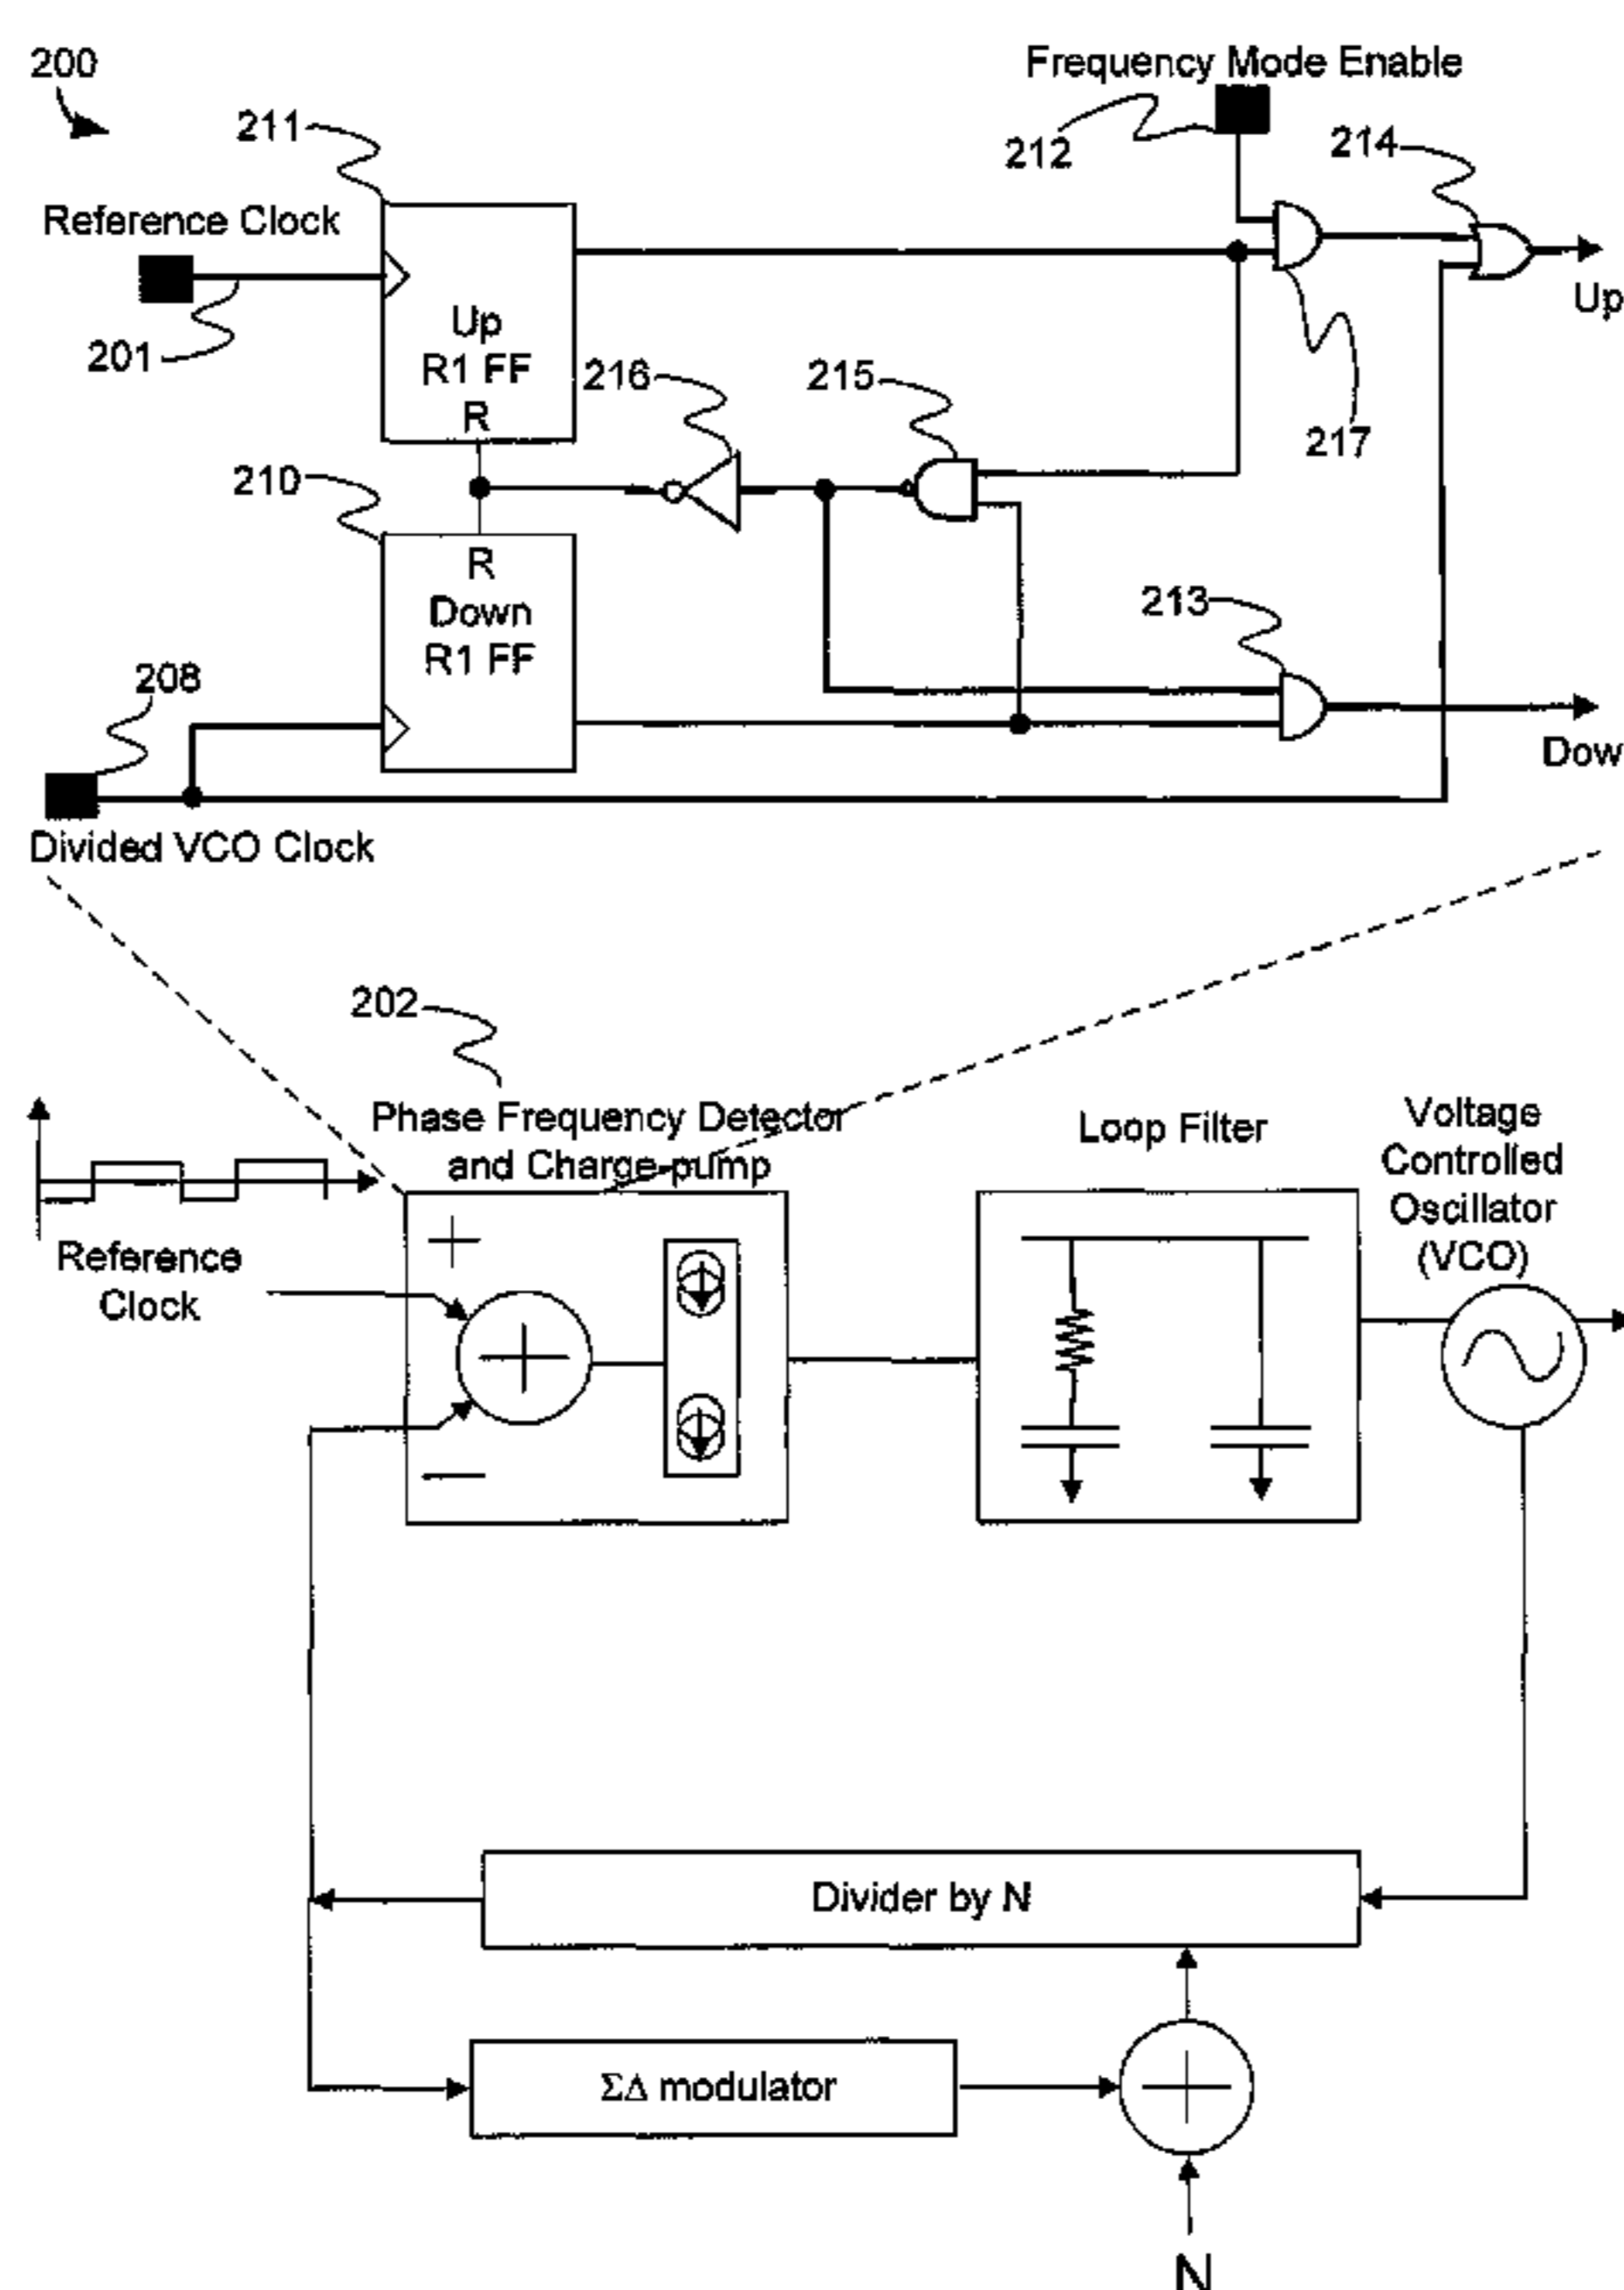 200
Frequency Mode Enable
211
212
214
Reference Clock
Up
201
Up
R1 FF
R
216
215
217
210
R
Down
R1 FF
213
208
Dow
Divided VCO Clock
202
Phase Frequency Detector
and Charge-pump
Loop Filter
Voltage
Controlled
Oscillator
(VCO)
Reference
Clock
Divider by N
ΣΔ modulator
N